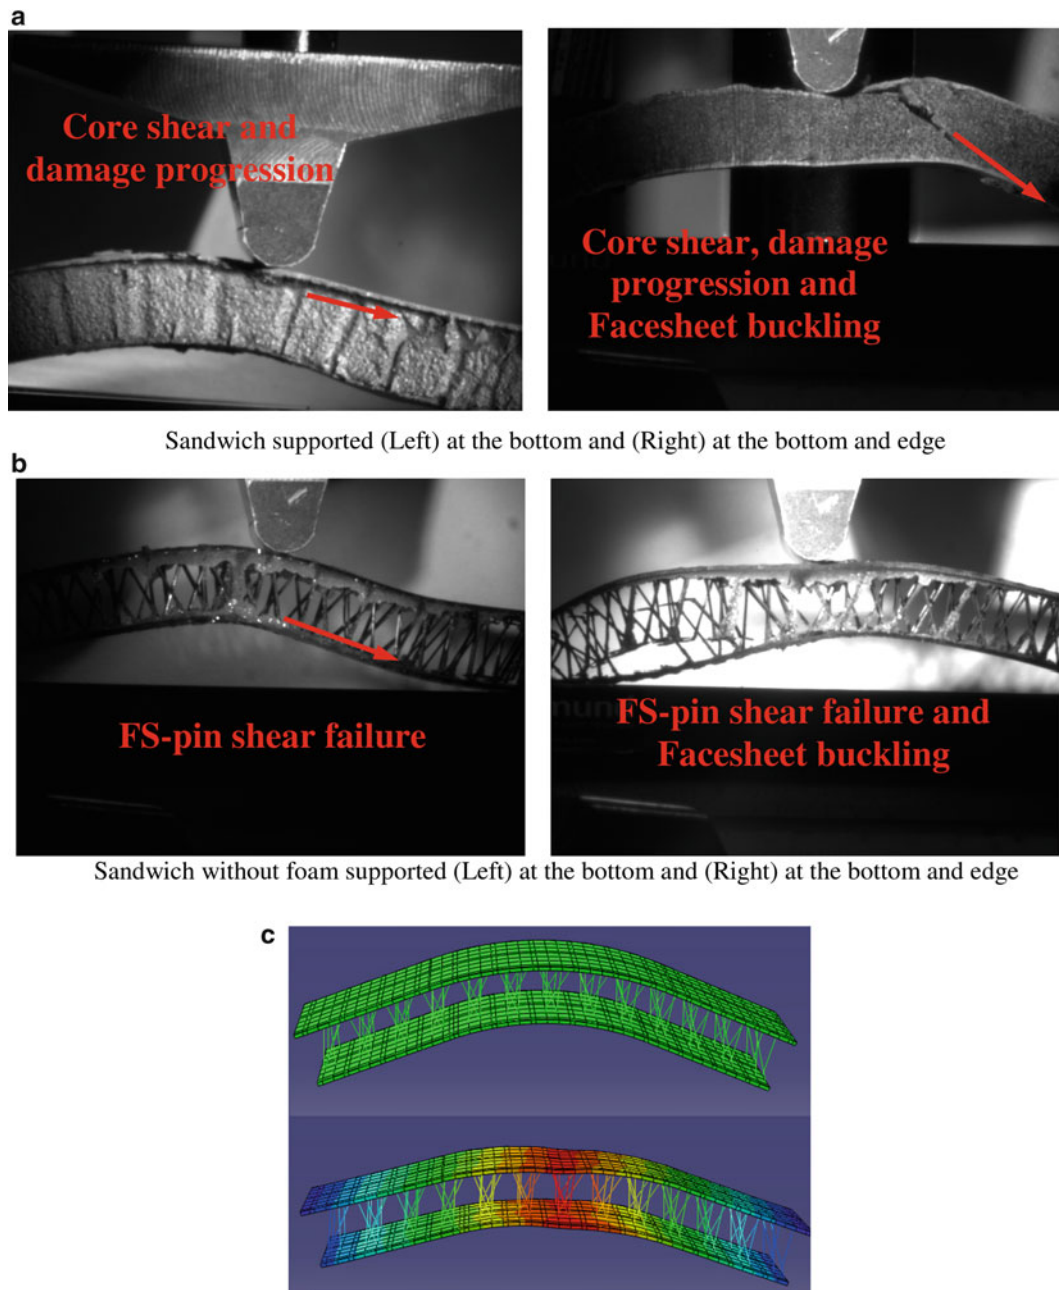 a
Core shear and
damage progression
Core shear, damage
progression and
Facesheet buckling
Sandwich supported (Left) at the bottom and (Right) at the bottom and edge
b
FS-pin shear failure
FS-pin shear failure and
Facesheet buckling
Sandwich without foam supported (Left) at the bottom and (Right) at the bottom and edge
c